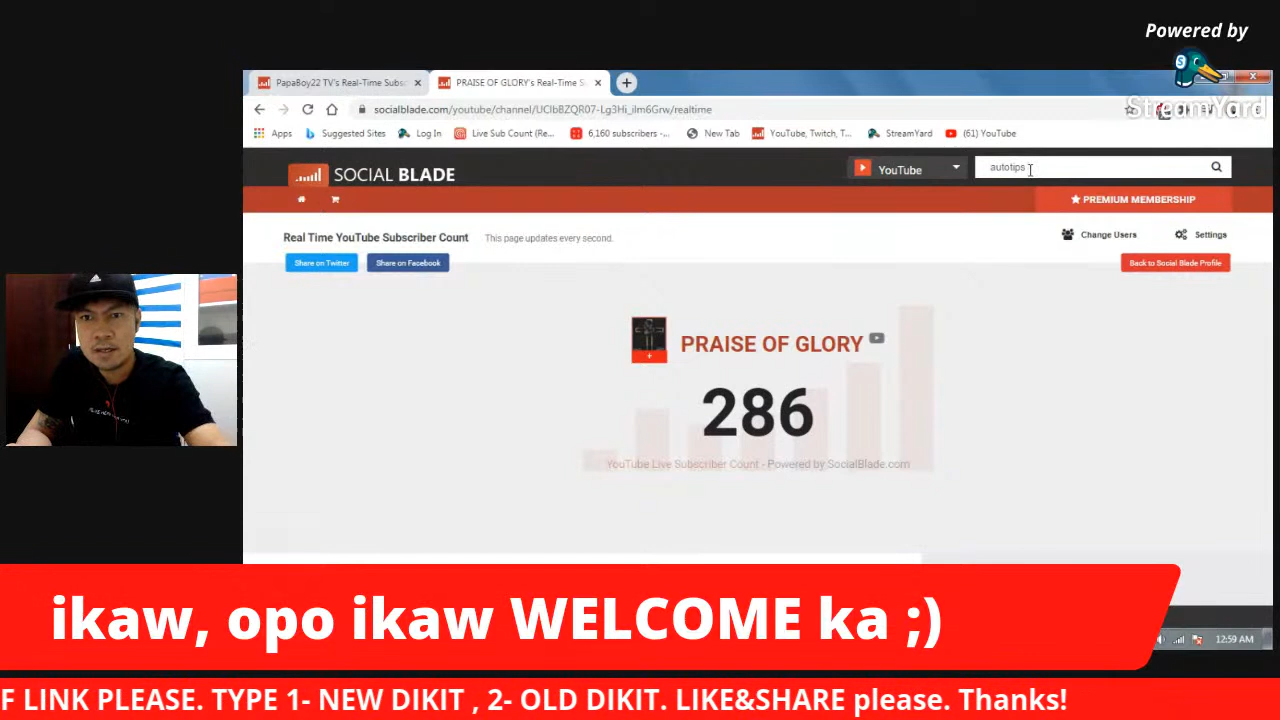 Powered by
StreamYard
PapaBoy22 TV's Real-Time Subs
PRAISE OF GLORY's Real-Time S
socialblade.com/youtube/channel/UClbBZQR07-Lg3Hi_ilm6Grw/realtime
Apps
Suggested Sites
Log In
Live Sub Count (Re...
6,160 subscribers -...
New Tab
YouTube, Twitch, T...
StreamYard
(61) YouTube
SOCIAL BLADE
YouTube
autotips
PREMIUM MEMBERSHIP
Real Time YouTube Subscriber Count
This page updates every second.
Change Users
Settings
Share on Twitter
Share on Facebook
Back to Social Blade Profile
PRAISE OF GLORY
286
YouTube Live Subscriber Count - Powered by SocialBlade.com
ikaw, opo ikaw WELCOME ka ;)
12:59 AM
F LINK PLEASE. TYPE 1- NEW DIKIT , 2- OLD DIKIT. LIKE&SHARE please. Thanks!